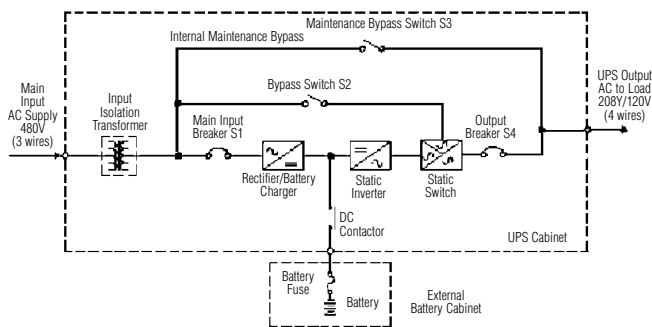 Maintenance Bypass Switch S3
Internal Maintenance Bypass
Main
Input
AC Supply
480V
(3 wires)
Input
Isolation
Transformer
Bypass Switch S2
Main Input
Breaker S1
Output
Breaker S4
UPS Output
AC to Load
208Y/120V
(4 wires)
Rectifier/Battery
Charger
Static
Inverter
Static
Switch
DC
Contactor
UPS Cabinet
Battery
Fuse
Battery
External
Battery Cabinet